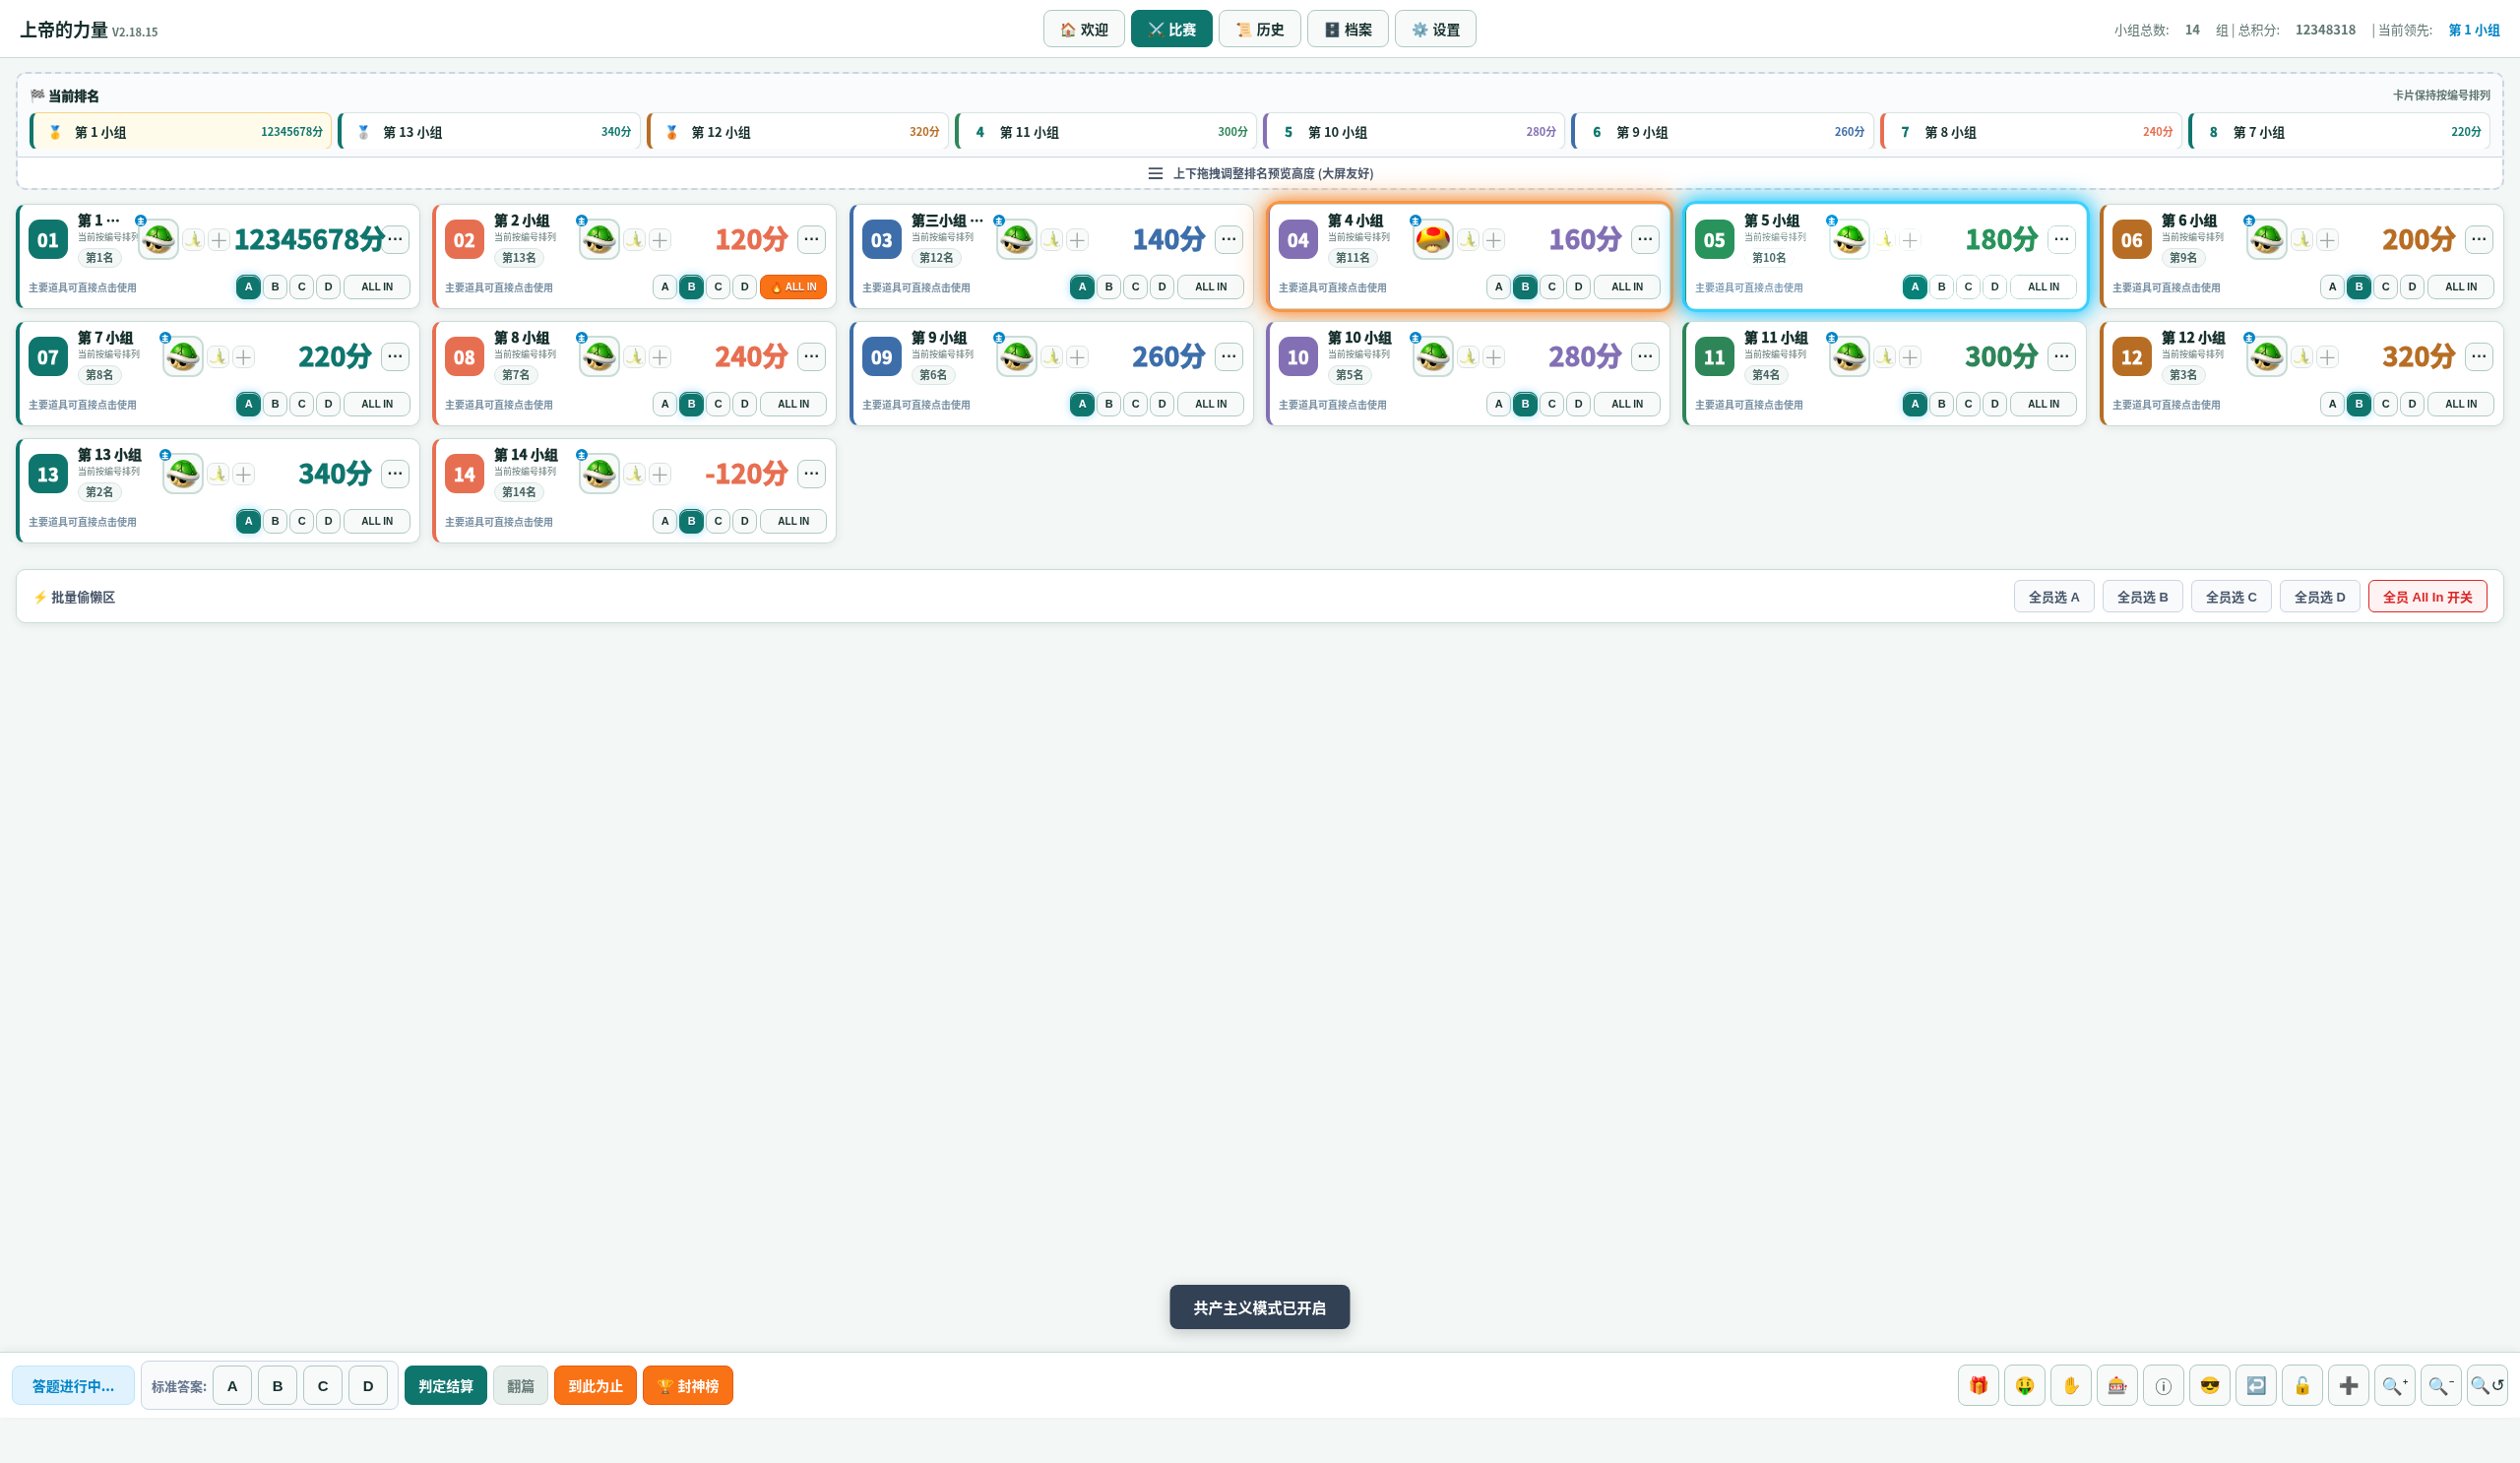 上帝的力量 V2.18.15
🏠 欢迎 ⚔️ 比赛 📜 历史 🗄️ 档案 ⚙️ 设置
小组总数: 14 组 | 总积分: 12348318 | 当前领先: 第 1 小组
🏁 当前排名
卡片保持按编号排列
🥇 第 1 小组 12345678分
🥈 第 13 小组 340分
🥉 第 12 小组 320分
4 第 11 小组 300分
5 第 10 小组 280分
6 第 9 小组 260分
7 第 8 小组 240分
8 第 7 小组 220分
上下拖拽调整排名预览高度 (大屏友好)
01 第 1 ⋯ 主 12345678分 ⋯
当前按编号排列
第1名
主要道具可直接点击使用 A B C D ALL IN
02 第 2 小组 主 120分 ⋯
当前按编号排列
第13名
主要道具可直接点击使用 A B C D 🔥 ALL IN
03 第三小组 ⋯ 主 140分 ⋯
当前按编号排列
第12名
主要道具可直接点击使用 A B C D ALL IN
04 第 4 小组 主 160分 ⋯
当前按编号排列
第11名
主要道具可直接点击使用 A B C D ALL IN
05 第 5 小组 主 180分 ⋯
当前按编号排列
第10名
主要道具可直接点击使用 A B C D ALL IN
06 第 6 小组 主 200分 ⋯
当前按编号排列
第9名
主要道具可直接点击使用 A B C D ALL IN
07 第 7 小组 主 220分 ⋯
当前按编号排列
第8名
主要道具可直接点击使用 A B C D ALL IN
08 第 8 小组 主 240分 ⋯
当前按编号排列
第7名
主要道具可直接点击使用 A B C D ALL IN
09 第 9 小组 主 260分 ⋯
当前按编号排列
第6名
主要道具可直接点击使用 A B C D ALL IN
10 第 10 小组 主 280分 ⋯
当前按编号排列
第5名
主要道具可直接点击使用 A B C D ALL IN
11 第 11 小组 主 300分 ⋯
当前按编号排列
第4名
主要道具可直接点击使用 A B C D ALL IN
12 第 12 小组 主 320分 ⋯
当前按编号排列
第3名
主要道具可直接点击使用 A B C D ALL IN
13 第 13 小组 主 340分 ⋯
当前按编号排列
第2名
主要道具可直接点击使用 A B C D ALL IN
14 第 14 小组 主 -120分 ⋯
当前按编号排列
第14名
主要道具可直接点击使用 A B C D ALL IN
⚡ 批量偷懒区 全员选 A 全员选 B 全员选 C 全员选 D 全员 All In 开关
共产主义模式已开启
答题进行中... 标准答案: A B C D 判定结算 翻篇 到此为止 🏆 封神榜